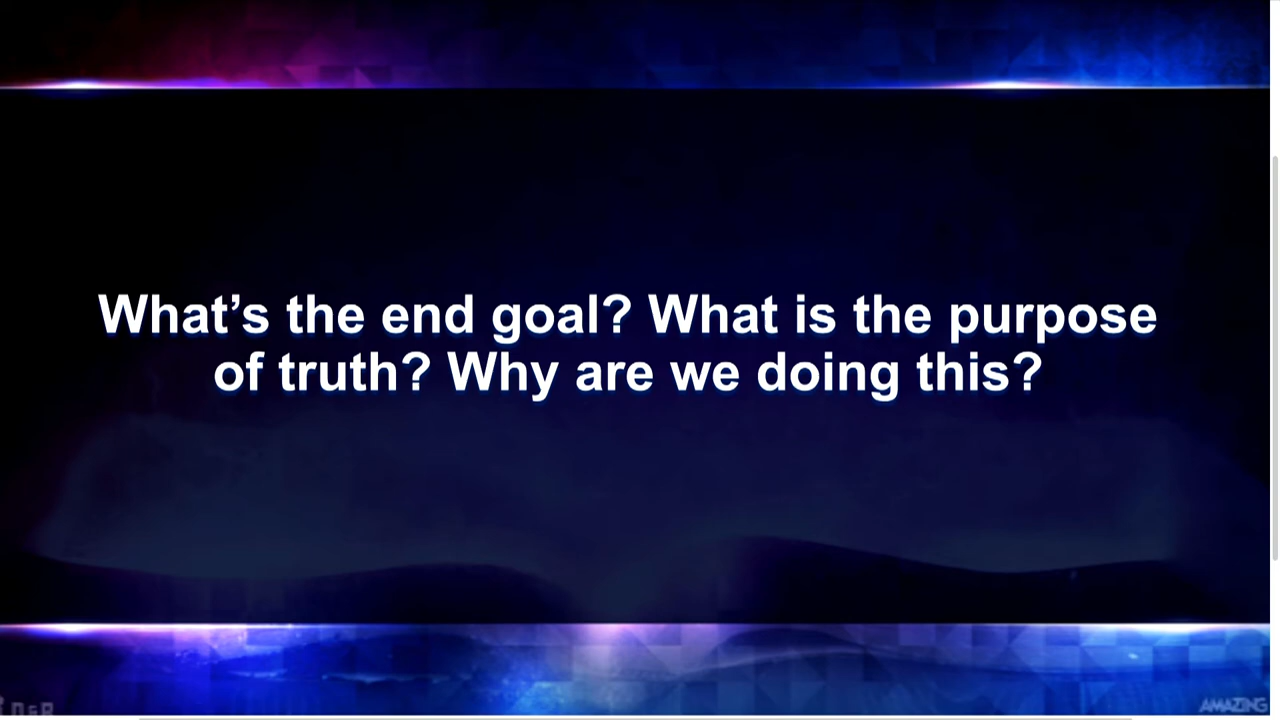 What’s the end goal? What is the purpose
of truth? Why are we doing this?
AMAZING